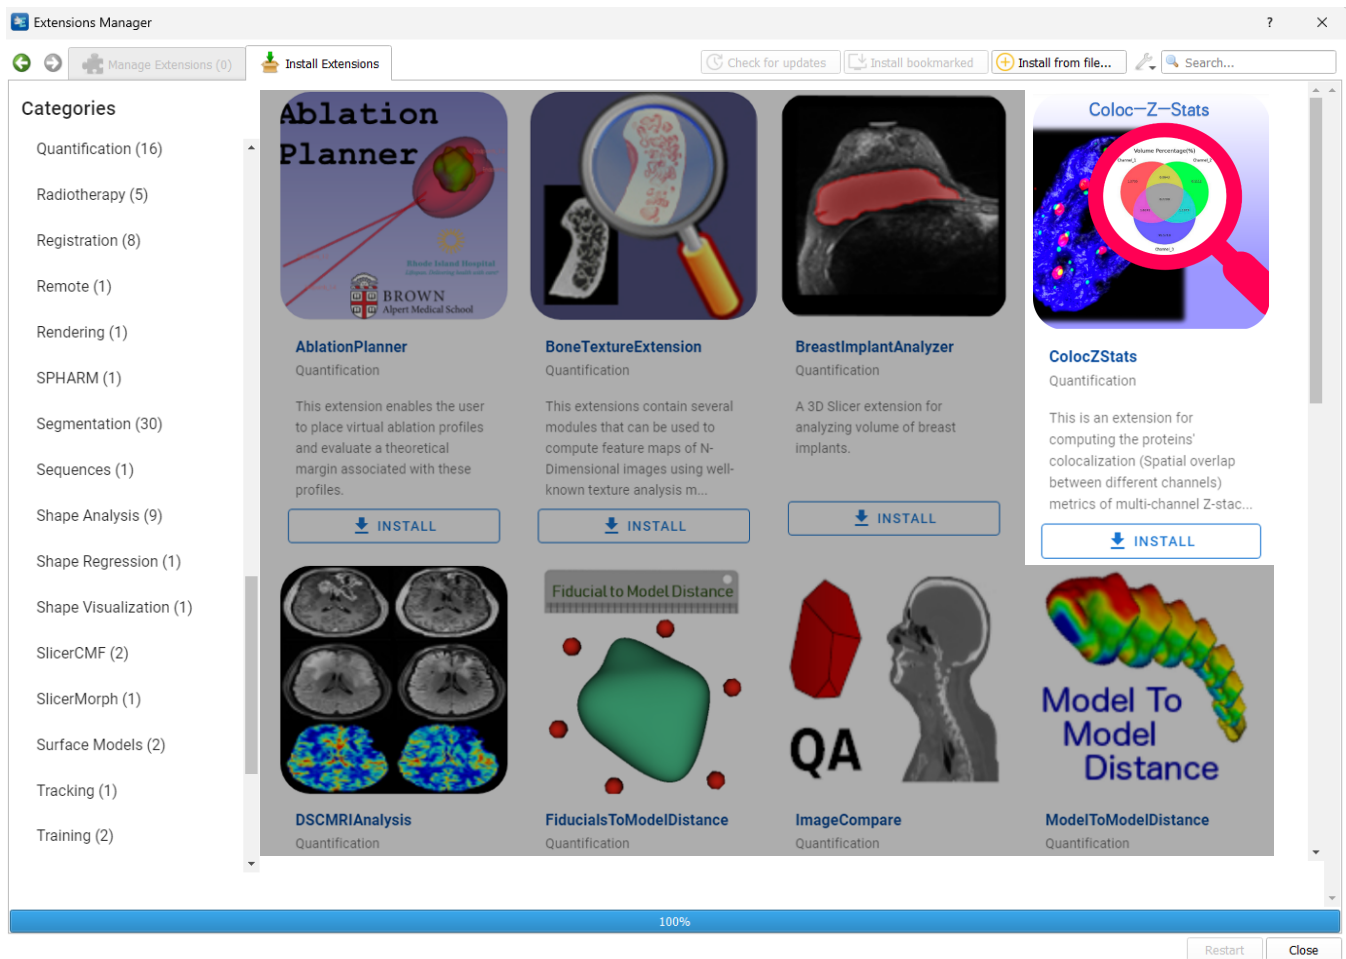 Extensions Manager
?
Manage Extensions (0)
Install Extensions
Check for updates
Install bookmarked
Install from file...
Search...
Categories
Quantification (16)
Radiotherapy (5)
Registration (8)
Remote (1)
Rendering (1)
SPHARM (1)
Segmentation (30)
Sequences (1)
Shape Analysis (9)
Shape Regression (1)
Shape Visualization (1)
SlicerCMF (2)
SlicerMorph (1)
Surface Models (2)
Tracking (1)
Training (2)
Ablation
Planner
Rhode Island Hospital
BROWN
Alpert Medical School
AblationPlanner
Quantification
This extension enables the user
to place virtual ablation profiles
and evaluate a theoretical
margin associated with these
profiles.
INSTALL
BoneTextureExtension
Quantification
This extensions contain several
modules that can be used to
compute feature maps of N-
Dimensional images using well-
known texture analysis m...
INSTALL
BreastImplantAnalyzer
Quantification
A 3D Slicer extension for
analyzing volume of breast
implants.
INSTALL
Coloc-Z-Stats
Volume Percentage(%)
Channel_1
Channel_2
Channel_3
ColocZStats
Quantification
This is an extension for
computing the proteins'
colocalization (Spatial overlap
between different channels)
metrics of multi-channel Z-stac...
INSTALL
DSCMRIAnalysis
Quantification
Fiducial to Model Distance
FiducialsToModelDistance
Quantification
QA
ImageCompare
Quantification
Model To
Model
Distance
ModelToModelDistance
Quantification
100%
Restart
Close